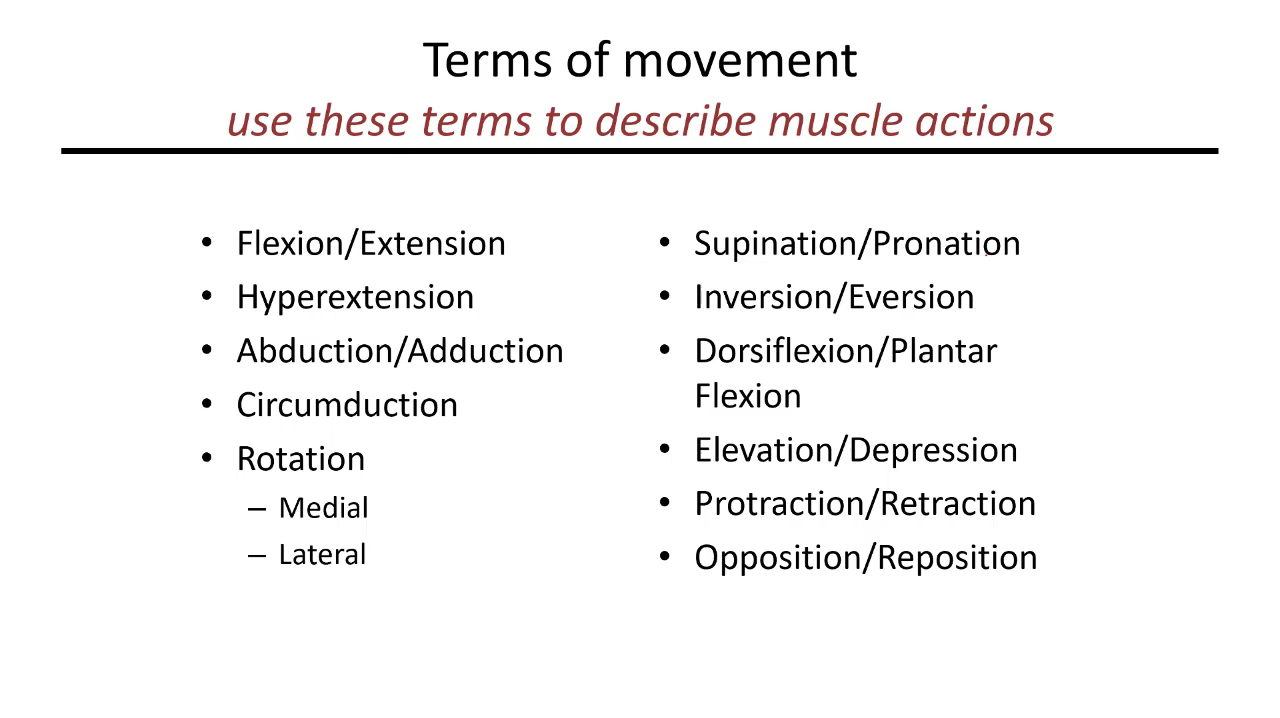 Terms of movement
use these terms to describe muscle actions
• Flexion/Extension
• Hyperextension
• Abduction/Adduction
• Circumduction
• Rotation
– Medial
– Lateral
• Supination/Pronation
• Inversion/Eversion
• Dorsiflexion/Plantar
Flexion
• Elevation/Depression
• Protraction/Retraction
• Opposition/Reposition